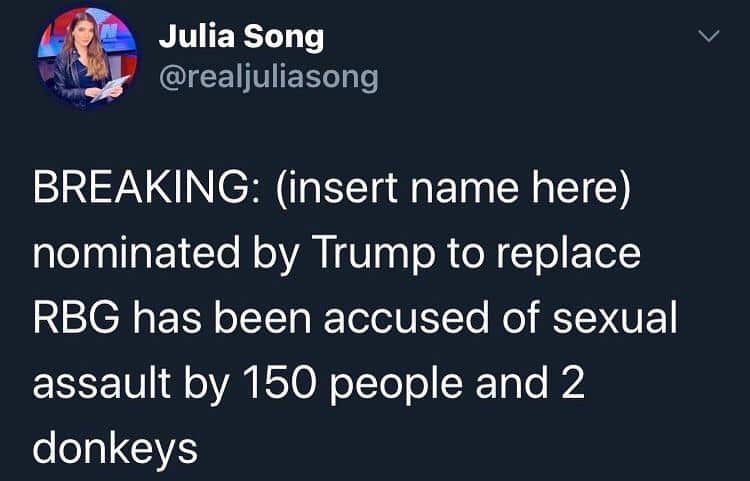 Julia Song
@realjuliasong
BREAKING: (insert name here)
nominated by Trump to replace
RBG has been accused of sexual
assault by 150 people and 2
donkeys